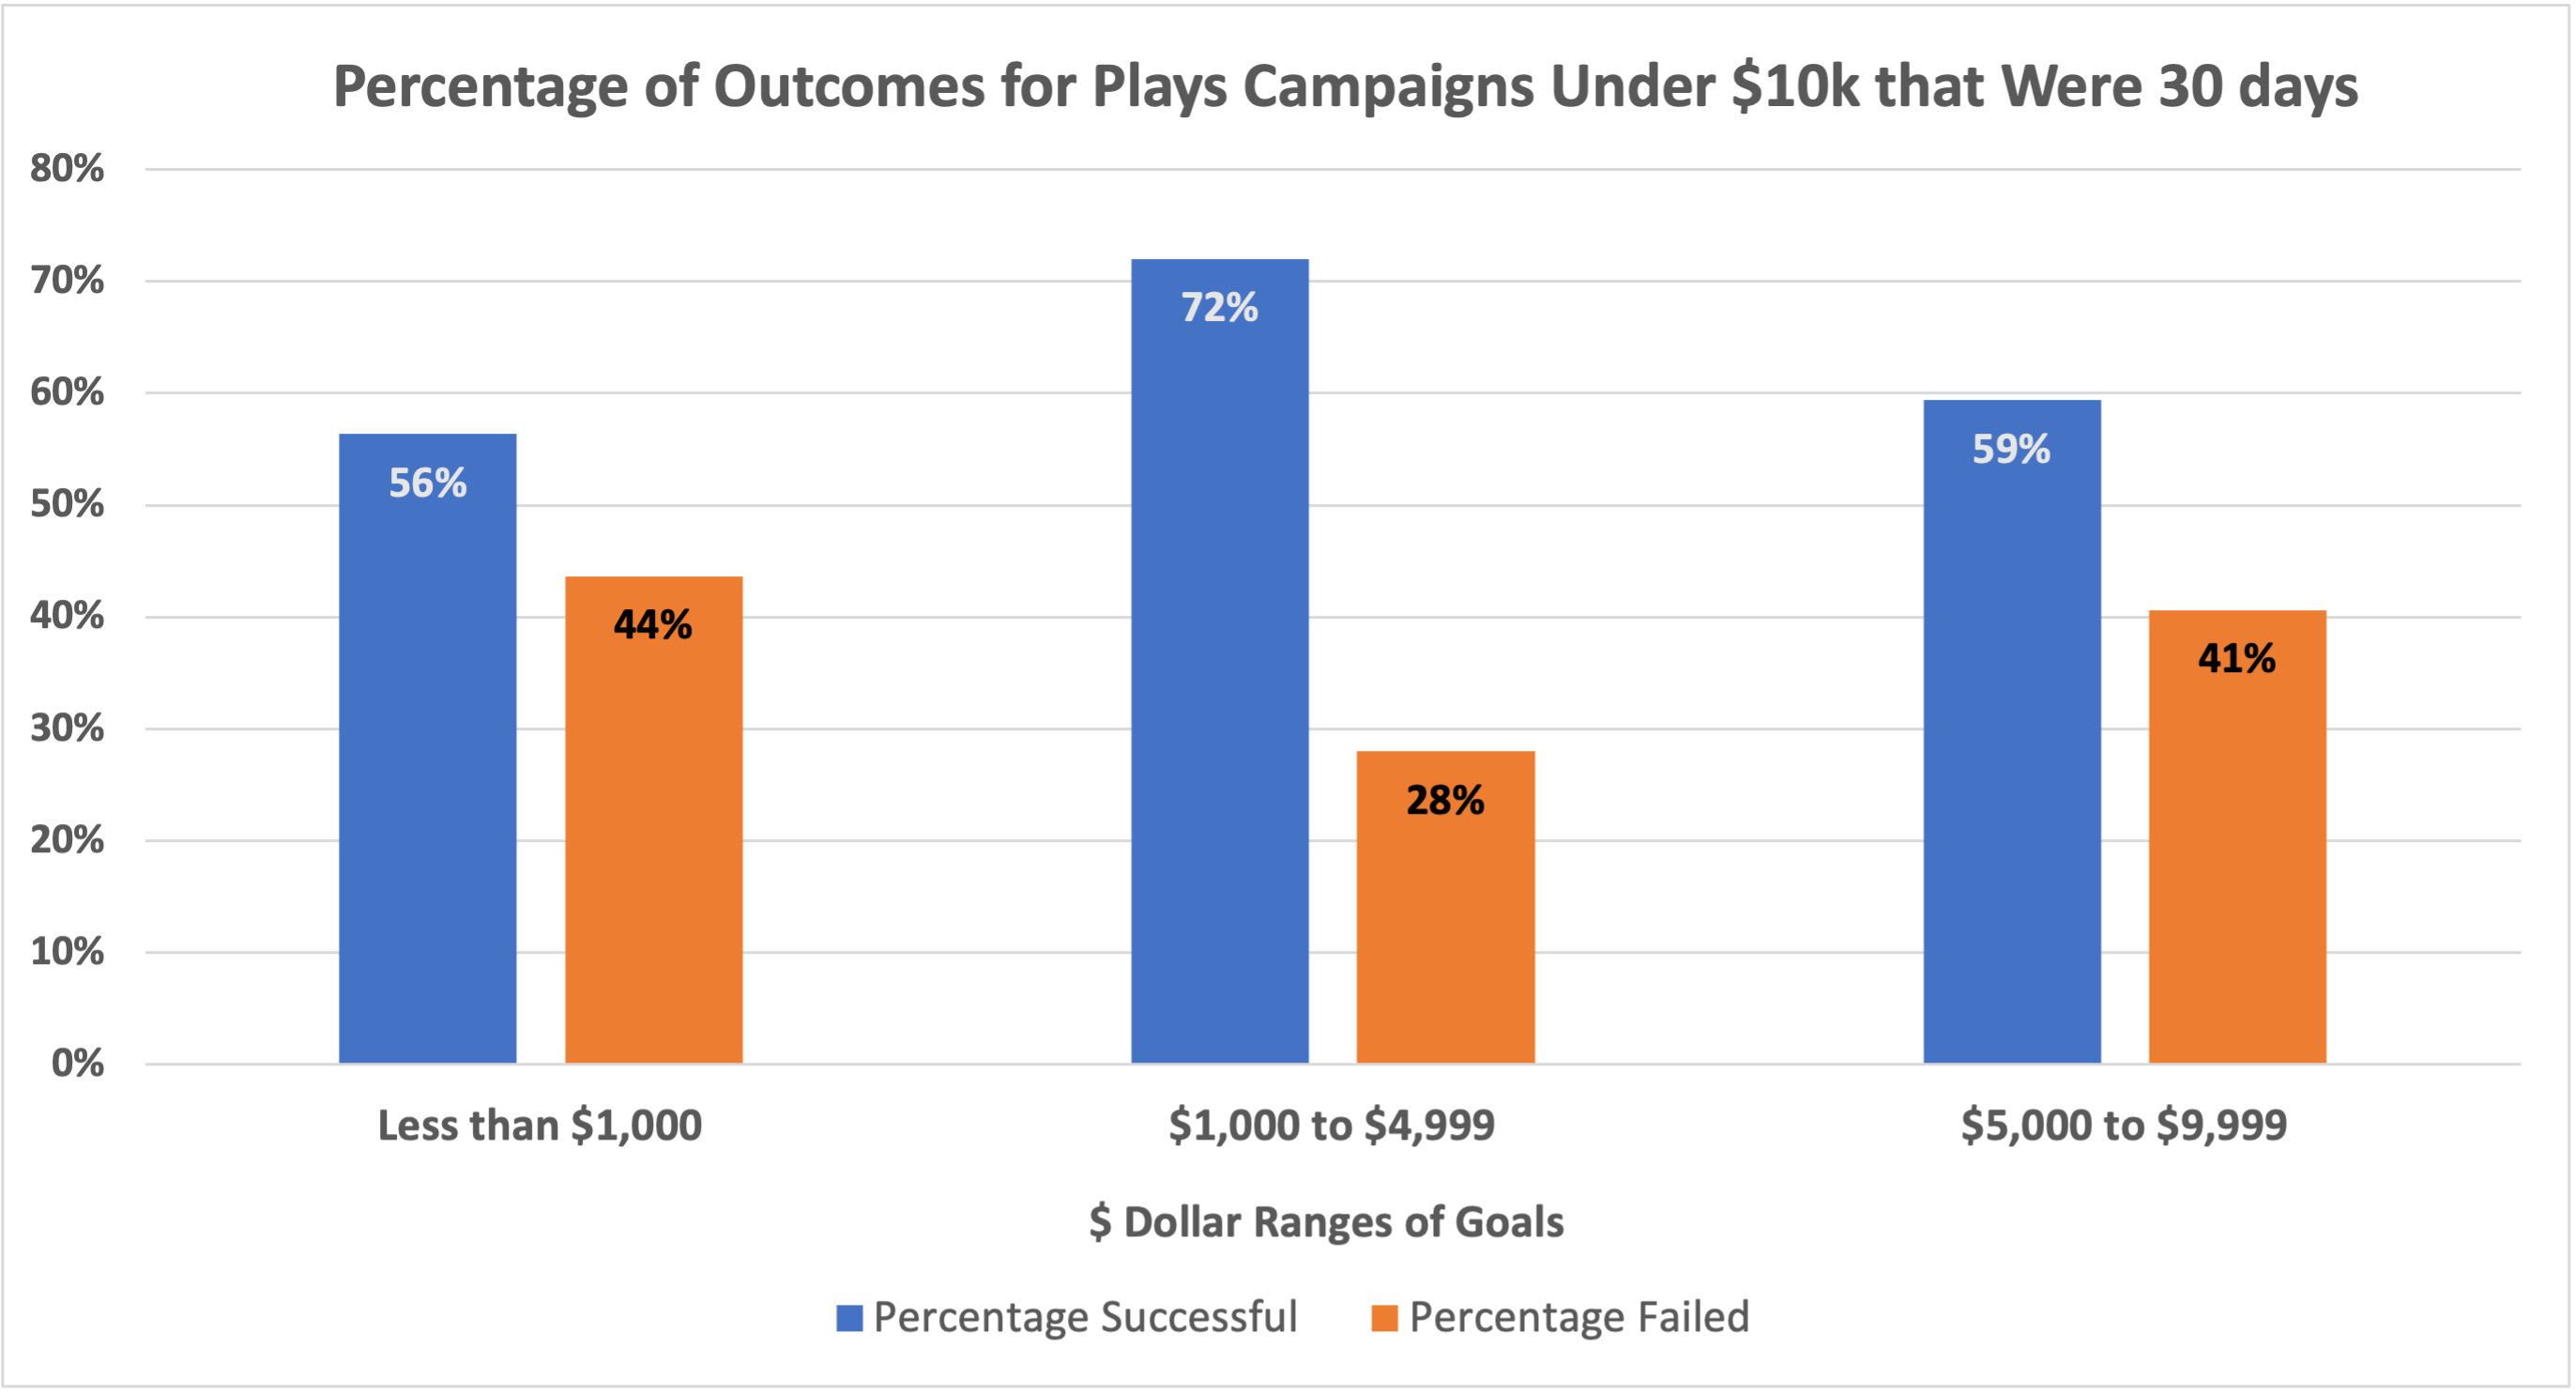 Percentage of Outcomes for Plays Campaigns Under $10k that Were 30 days
80%
70%
60%
50%
40%
30%
20%
10%
0%
56%
44%
72%
28%
59%
41%
Less than $1,000
$1,000 to $4,999
$5,000 to $9,999
$ Dollar Ranges of Goals
Percentage Successful
Percentage Failed